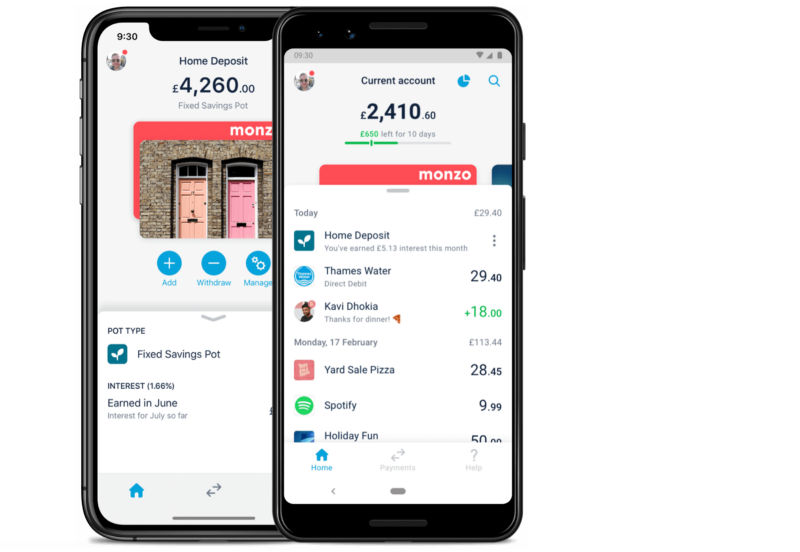 9:30
Home Deposit
£4,260.00
Fixed Savings Pot
monz
Add
Withdraw
Manage
POT TYPE
Fixed Savings Pot
INTEREST (1.66%)
Earned in June
£
Interest for July so far
09:30
Current account
£2,410.60
£650 left for 10 days
monzo
Today £29.40
Home Deposit
You've earned £5.13 interest this month
Thames Water 29.40
Direct Debit
Kavi Dhokia +18.00
Thanks for dinner! 🍕
Monday, 17 February £113.44
Yard Sale Pizza 28.45
Spotify 9.99
Holiday Fun 50.00
Home
Payments
Help